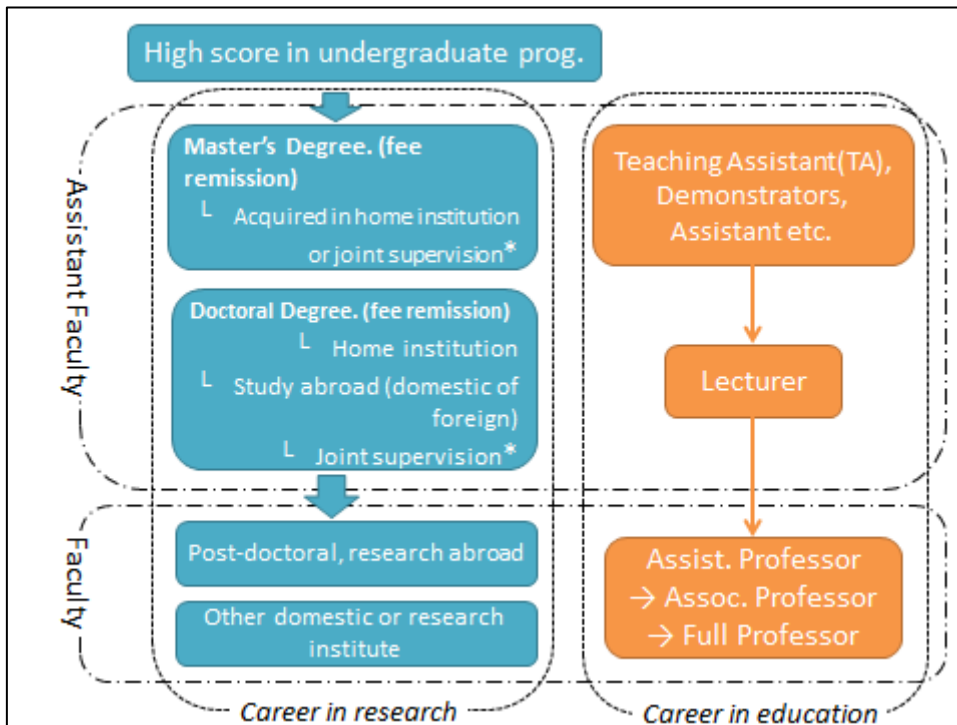 High score in undergraduate prog.
Assistant Faculty
Master's Degree. (fee
remission)
└ Acquired in home institution
or joint supervision*
Doctoral Degree. (fee remission)
└ Home institution
└ Study abroad (domestic of
foreign)
└ Joint supervision*
Teaching Assistant(TA),
Demonstrators,
Assistant etc.
Lecturer
Faculty
Post-doctoral, research abroad
Other domestic or research
institute
Assist. Professor
→ Assoc. Professor
→ Full Professor
Career in research
Career in education